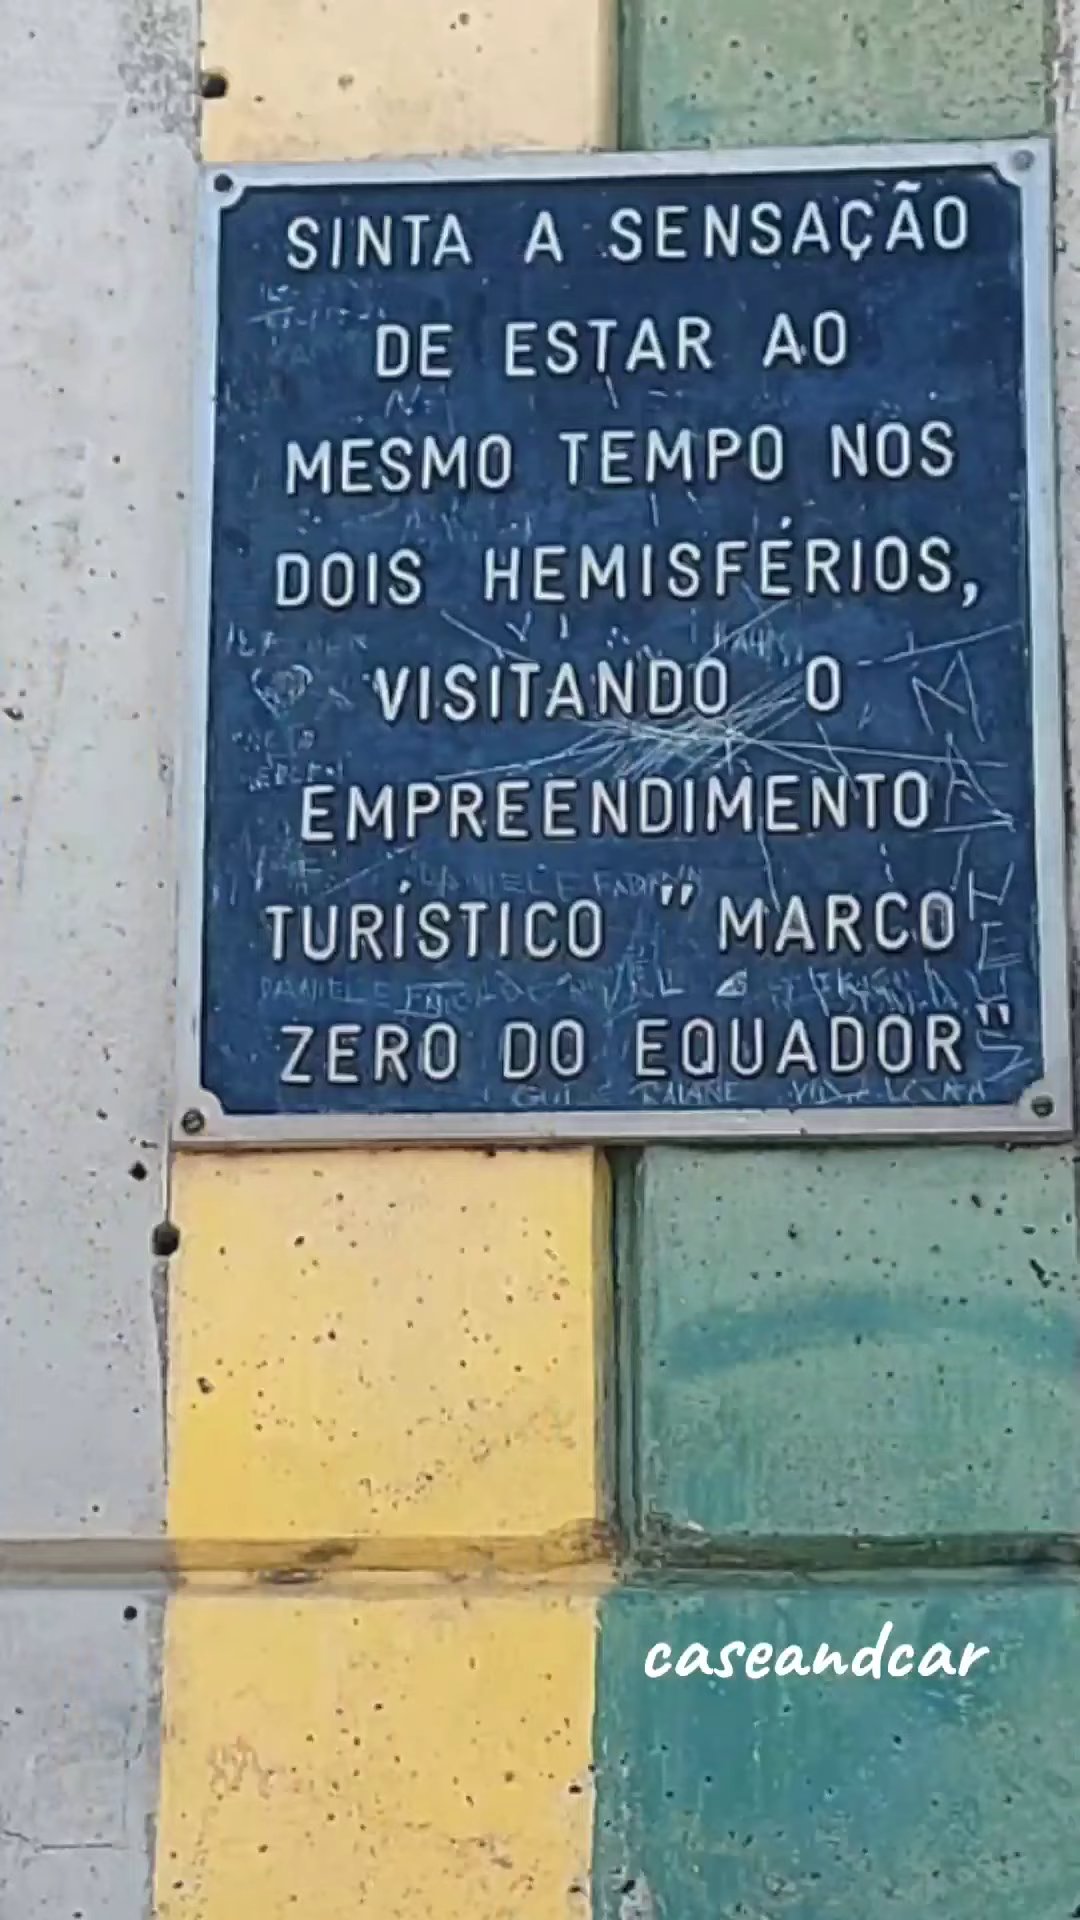 SINTA A SENSAÇÃO
DE ESTAR AO
MESMO TEMPO NOS
DOIS HEMISFÉRIOS,
VISITANDO O
EMPREENDIMENTO
TURÍSTICO "MARCO
ZERO DO EQUADOR"
caseandcar